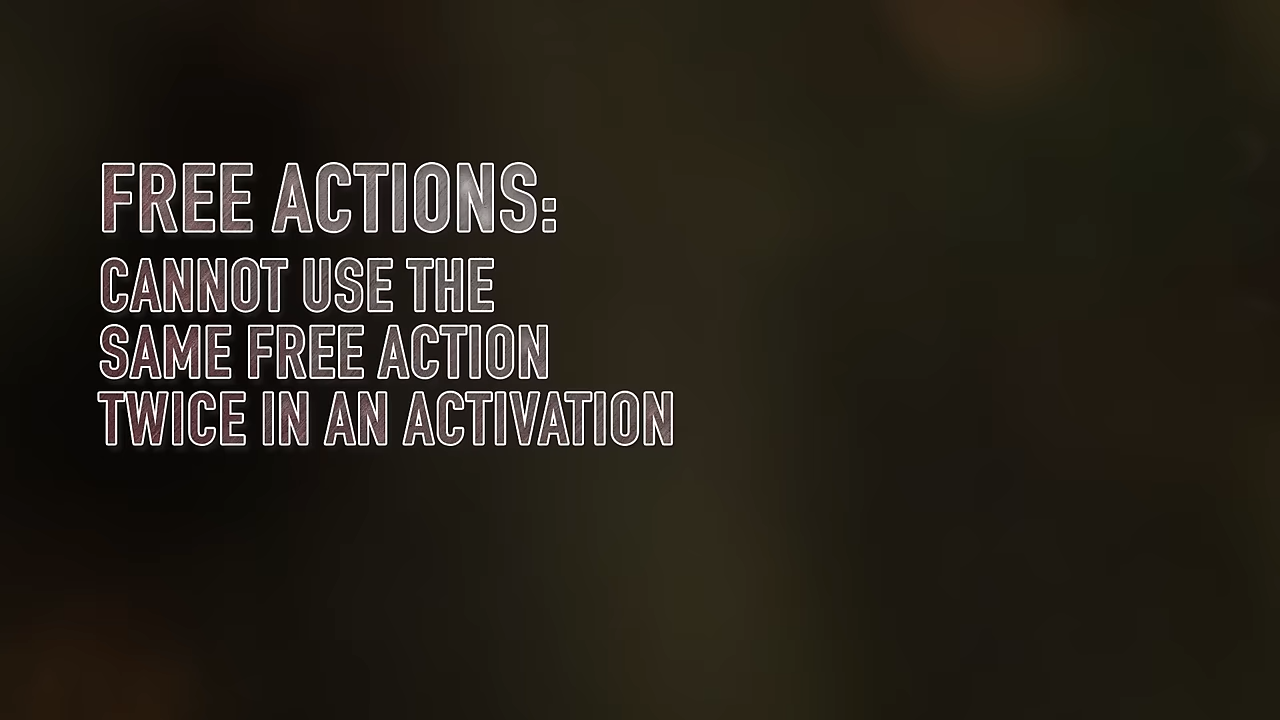 FREE ACTIONS:
CANNOT USE THE
SAME FREE ACTION
TWICE IN AN ACTIVATION